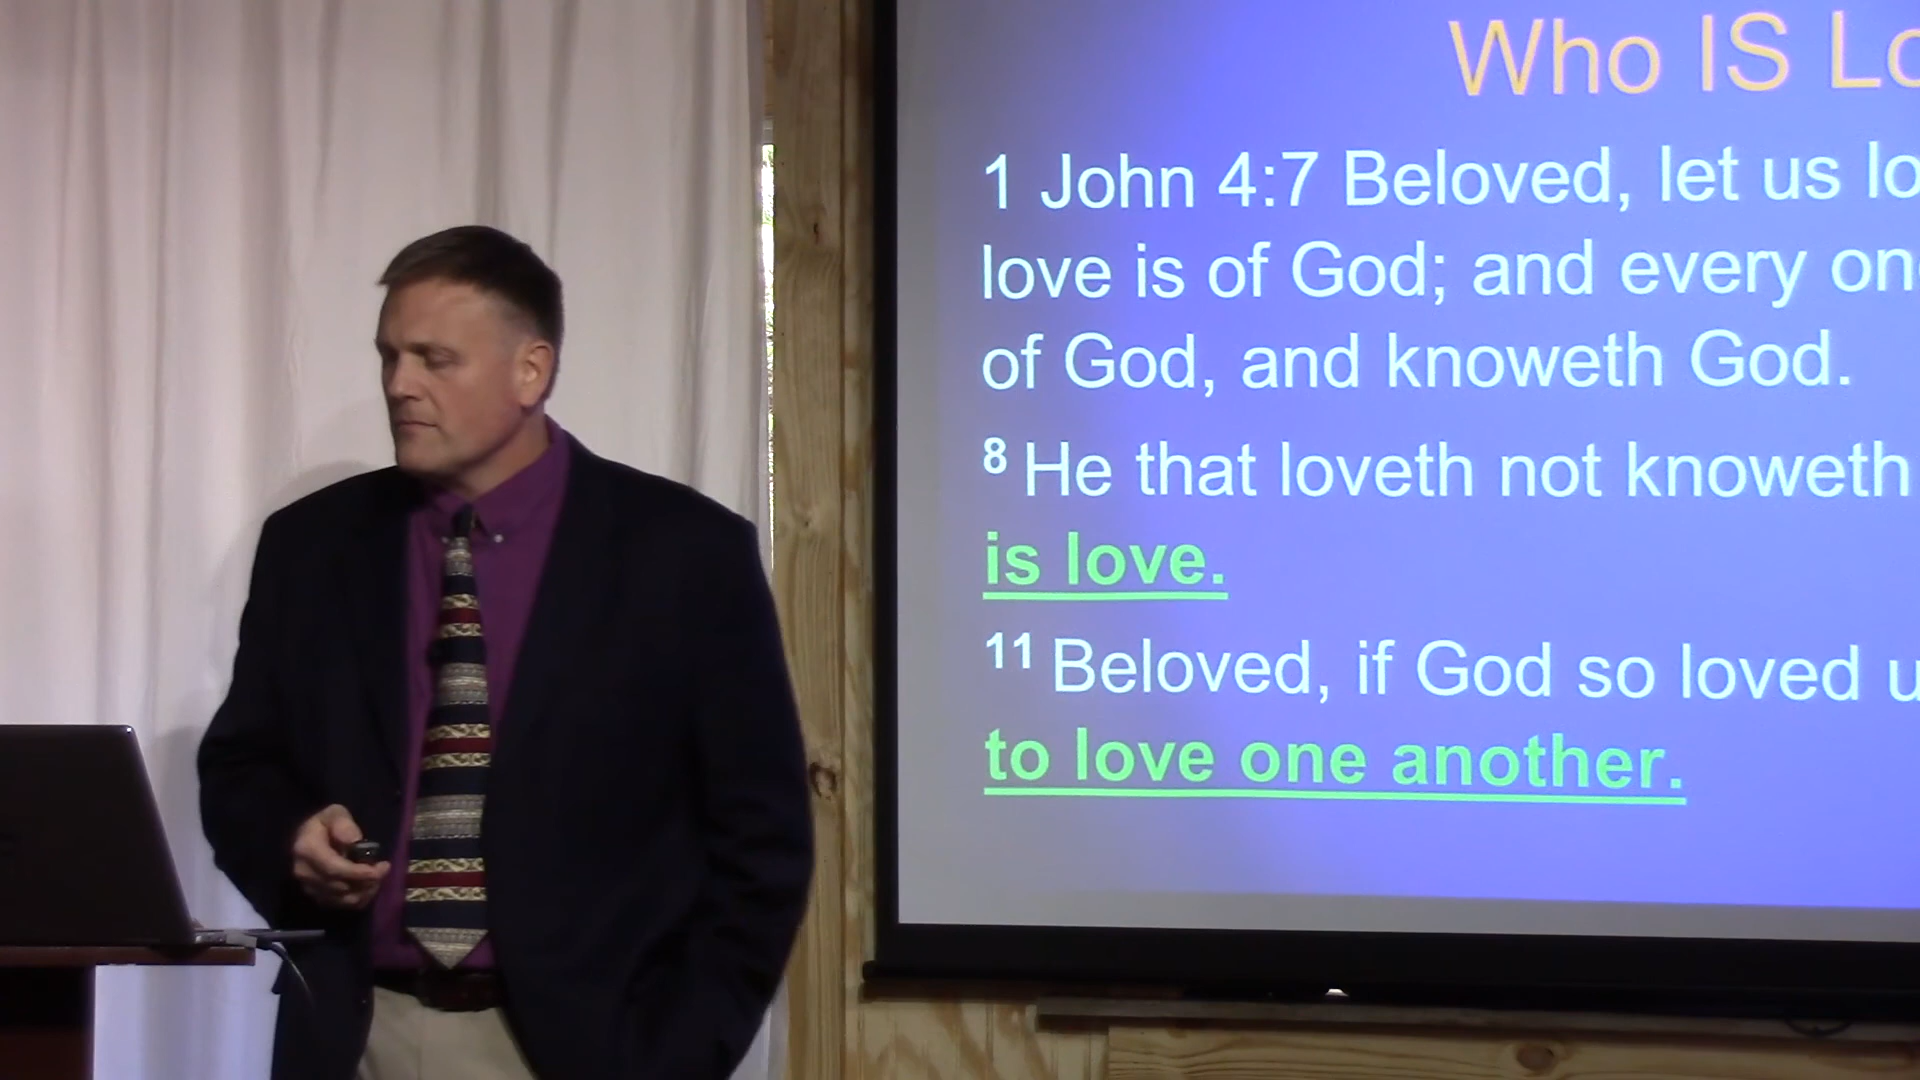 Who IS Lo
1 John 4:7 Beloved, let us lo
love is of God; and every on
of God, and knoweth God.
8 He that loveth not knoweth
is love.
11 Beloved, if God so loved u
to love one another.